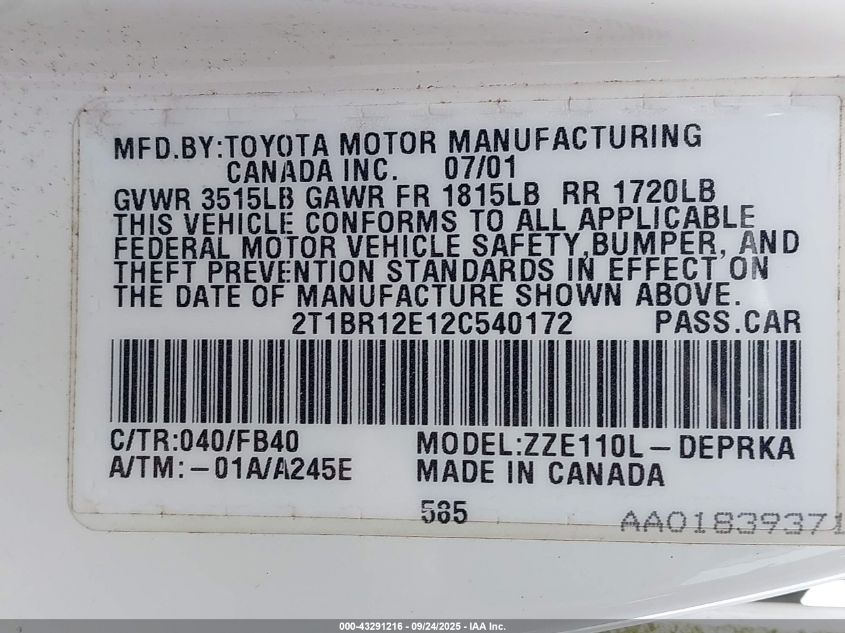 MFD.BY:TOYOTA MOTOR MANUFACTURING
CANADA INC. 07/01
GVWR 3515LB GAWR FR 1815LB RR 1720LB
THIS VEHICLE CONFORMS TO ALL APPLICABLE
FEDERAL MOTOR VEHICLE SAFETY,BUMPER, AND
THEFT PREVENTION STANDARDS IN EFFECT ON
THE DATE OF MANUFACTURE SHOWN ABOVE.
2T1BR12E12C540172 PASS.CAR
C/TR:040/FB40 MODEL:ZZE110L-DEPRKA
A/TM:-01A/A245E MADE IN CANADA
585
AA01839371
000-43291216 - 09/24/2025 - IAA Inc.